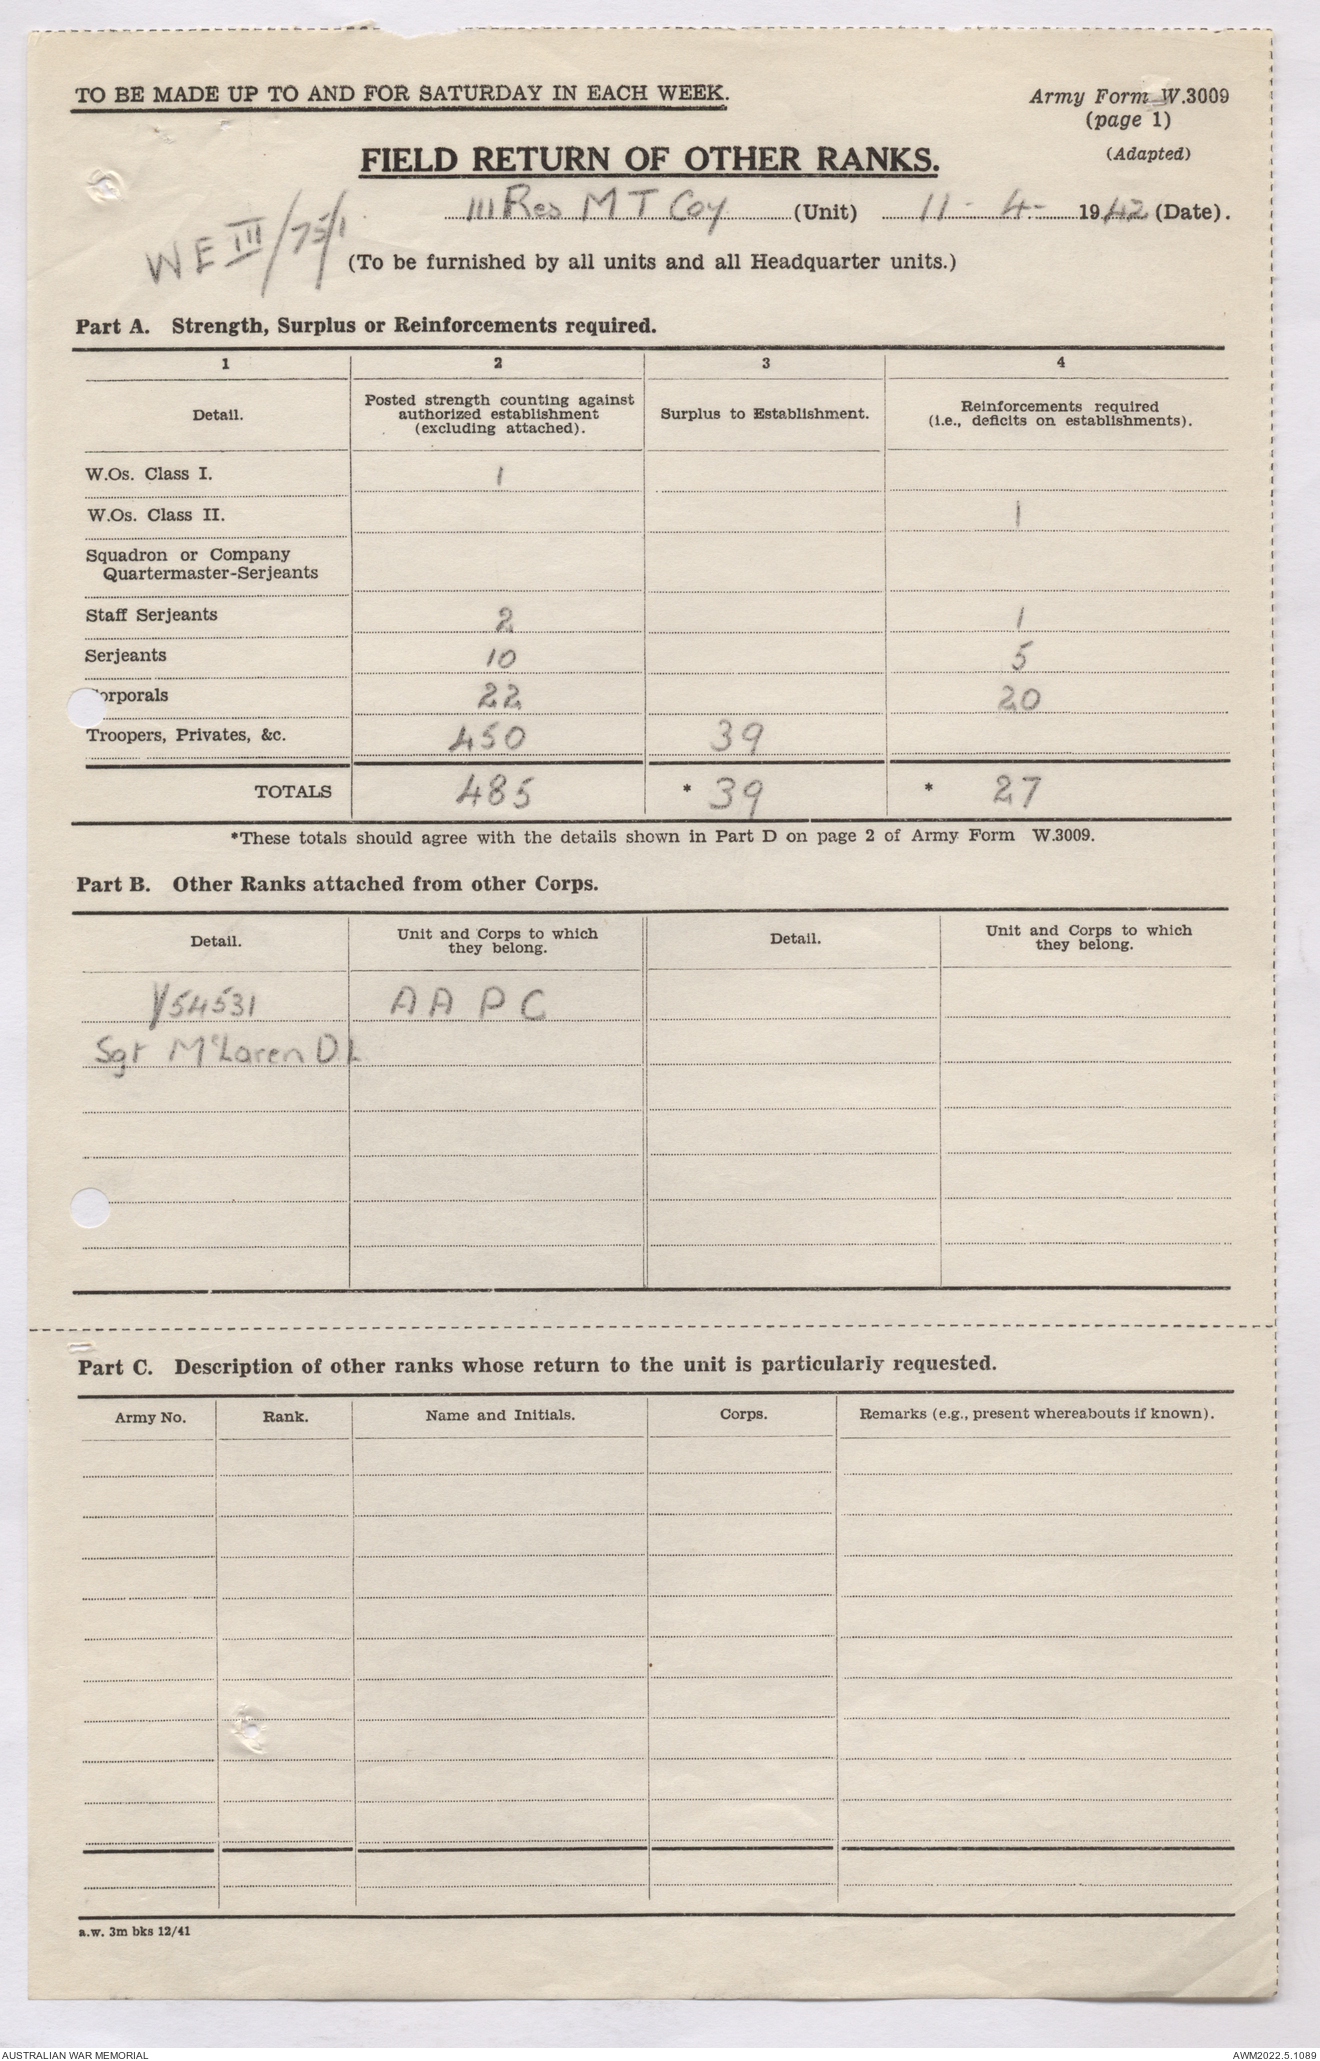 TO BE MADE UP TO AND FOR SATURDAY IN EACH WEEK.
Army Form W.3009
(page 1)
(Adapted)
FIELD RETURN OF OTHER RANKS.
111 Res M T Coy (Unit) 11 - 4 - 1942 (Date).
WE III/75/1
(To be furnished by all units and all Headquarter units.)
Part A. Strength, Surplus or Reinforcements required.
1 2 3 4
Detail. Posted strength counting against authorized establishment (excluding attached). Surplus to Establishment. Reinforcements required (i.e., deficits on establishments).
W.Os. Class I. 1
W.Os. Class II. 1
Squadron or Company
Quartermaster-Serjeants
Staff Serjeants 2 1
Serjeants 10 5
orporals 22 20
Troopers, Privates, &c. 450 39
TOTALS 485 * 39 * 27
*These totals should agree with the details shown in Part D on page 2 of Army Form W.3009.
Part B. Other Ranks attached from other Corps.
Detail. Unit and Corps to which they belong. Detail. Unit and Corps to which they belong.
V54531 A A P C
Sgt McLaren D.L
Part C. Description of other ranks whose return to the unit is particularly requested.
Army No. Rank. Name and Initials. Corps. Remarks (e.g., present whereabouts if known).
a.w. 3m bks 12/41
AUSTRALIAN WAR MEMORIAL AWM2022.5.1089